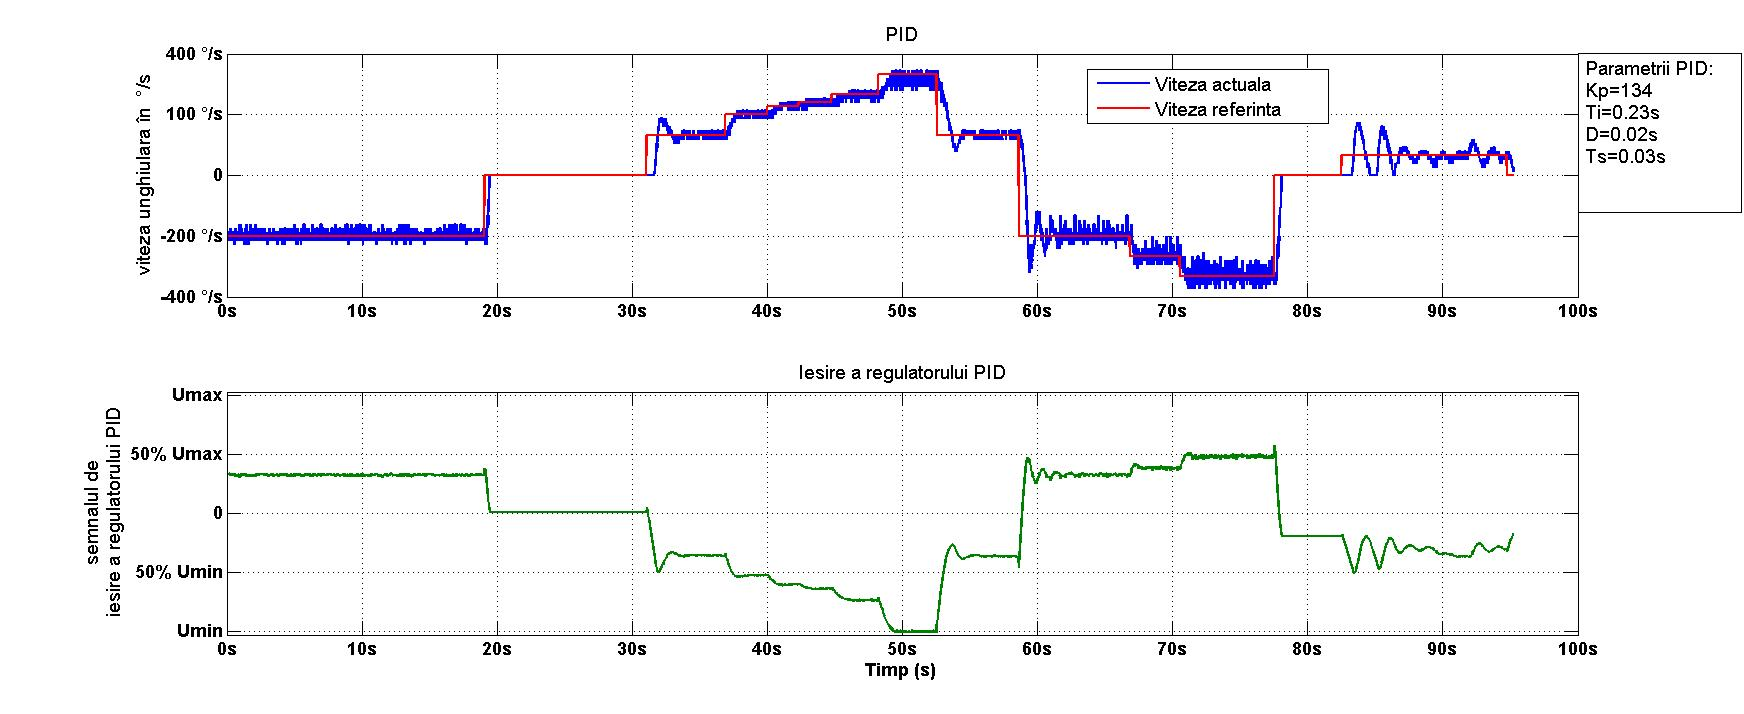 PID
400 °/s
100 °/s
0
-200 °/s
-400 °/s
viteza unghiulara în °/s
0s 10s 20s 30s 40s 50s 60s 70s 80s 90s 100s
Viteza actuala
Viteza referinta
Parametrii PID:
Kp=134
Ti=0.23s
D=0.02s
Ts=0.03s
Iesire a regulatorului PID
Umax
50% Umax
0
50% Umin
Umin
semnalul de
iesire a regulatorului PID
0s 10s 20s 30s 40s 50s 60s 70s 80s 90s 100s
Timp (s)